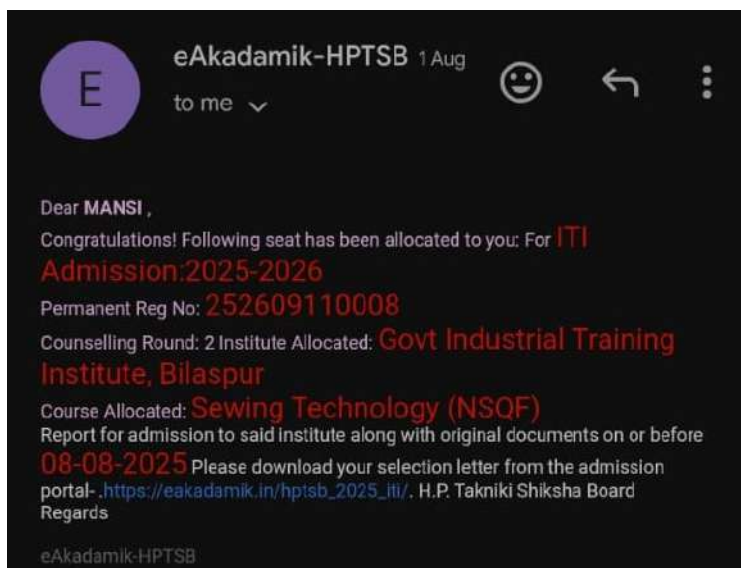 E
eAkadamik-HPTSB 1 Aug
to me
Dear MANSI ,
Congratulations! Following seat has been allocated to you: For ITI
Admission:2025-2026
Permanent Reg No: 252609110008
Counselling Round: 2 Institute Allocated: Govt Industrial Training
Institute, Bilaspur
Course Allocated: Sewing Technology (NSQF)
Report for admission to said institute along with original documents on or before
08-08-2025 Please download your selection letter from the admission
portal- .https://eakadamik.in/hptsb_2025_iti/. H.P. Takniki Shiksha Board
Regards
eAkadamik-HPTSB